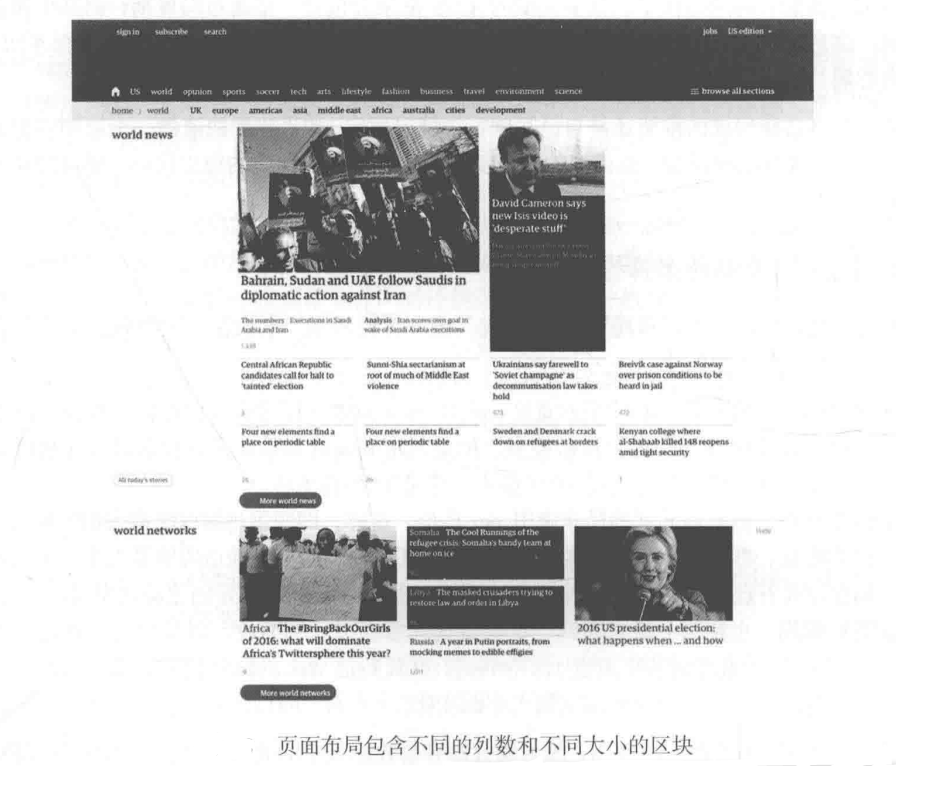 sign in subscribe search
jobs US edition
US world opinion sports soccer tech arts lifestyle fashion business travel environment science
browse all sections
home world UK europe americas asia middle east africa australia cities development
world news
David Cameron says
new Isis video is
'desperate stuff'
Bahrain, Sudan and UAE follow Saudis in
diplomatic action against Iran
The numbers Executions in Saudi
Arabia and Iran
Analysis Iran scores own goal in
wake of Saudi Arabia executions
Central African Republic
candidates call for halt to
'tainted' election
Sunni-Shia sectarianism at
root of much of Middle East
violence
Ukrainians say farewell to
'Soviet champagne' as
decommunisation law takes
hold
Breivik case against Norway
over prison conditions to be
heard in jail
Four new elements find a
place on periodic table
Four new elements find a
place on periodic table
Sweden and Denmark crack
down on refugees at borders
Kenyan college where
al-Shabaab killed 148 reopens
amid tight security
All today's stories
More world news
world networks
Africa The #BringBackOurGirls
of 2016: what will dominate
Africa's Twittersphere this year?
Somalia The Cool Runnings of the
refugee crisis: Somalia's bandy team at
home on ice
Libya The masked crusaders trying to
restore law and order in Libya
Russia A year in Putin portraits, from
mocking memes to edible effigies
2016 US presidential election:
what happens when ... and how
More world networks
页面布局包含不同的列数和不同大小的区块